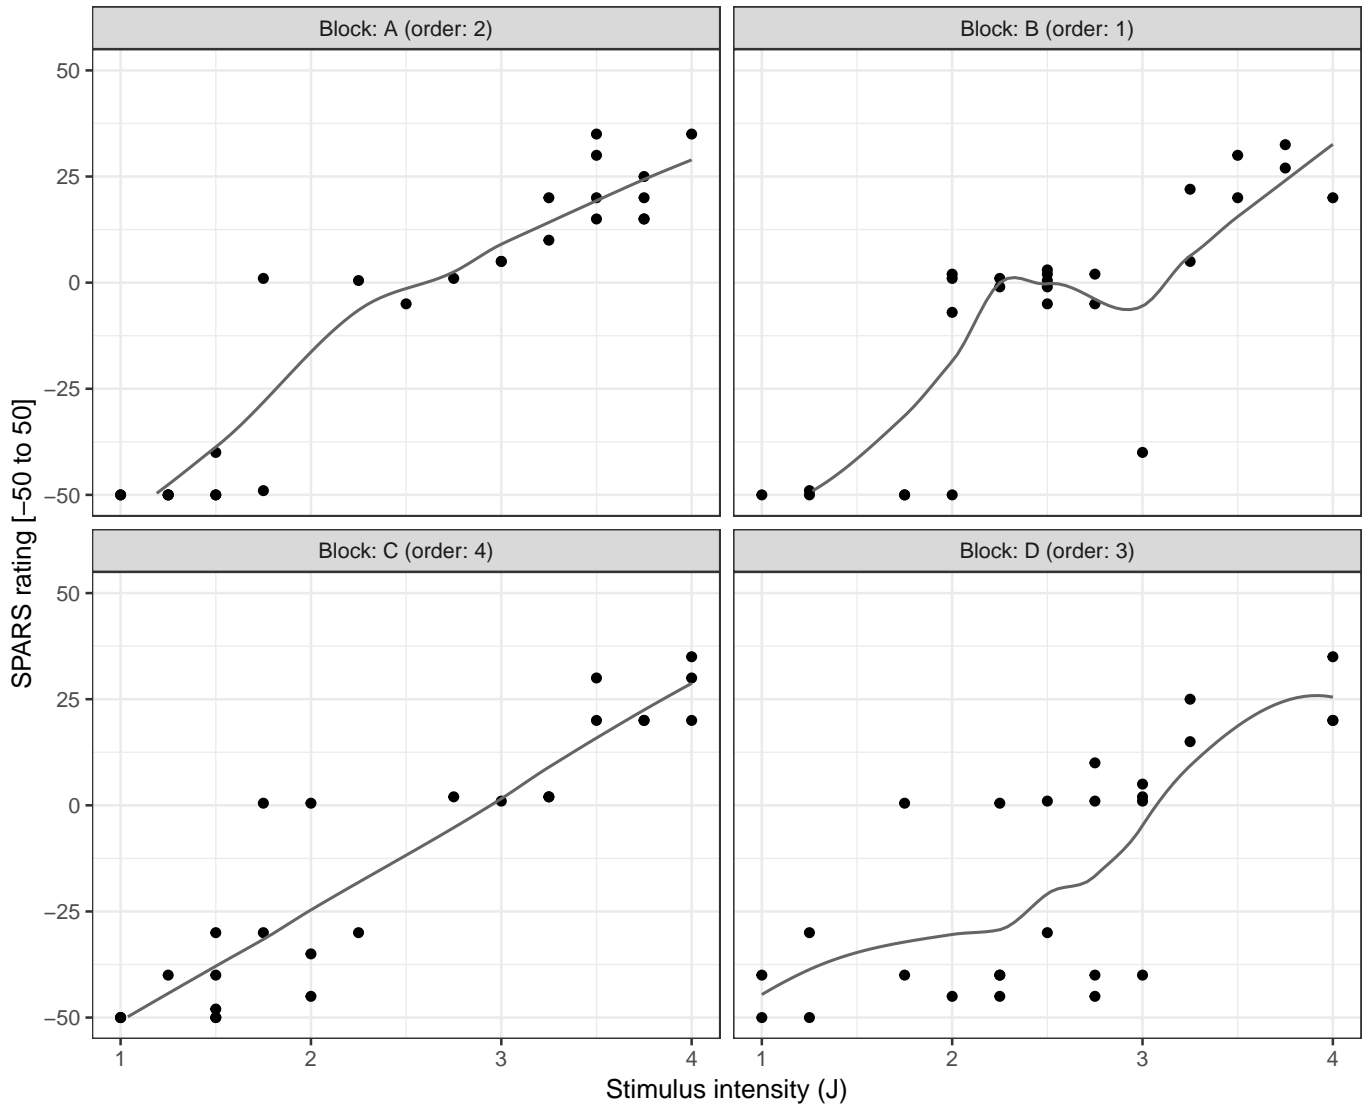 Block: A (order: 2)
Block: B (order: 1)
50
25
0
−25
−50
Block: C (order: 4)
Block: D (order: 3)
50
25
0
−25
−50
1 2 3 4
1 2 3 4
Stimulus intensity (J)
SPARS rating [−50 to 50]